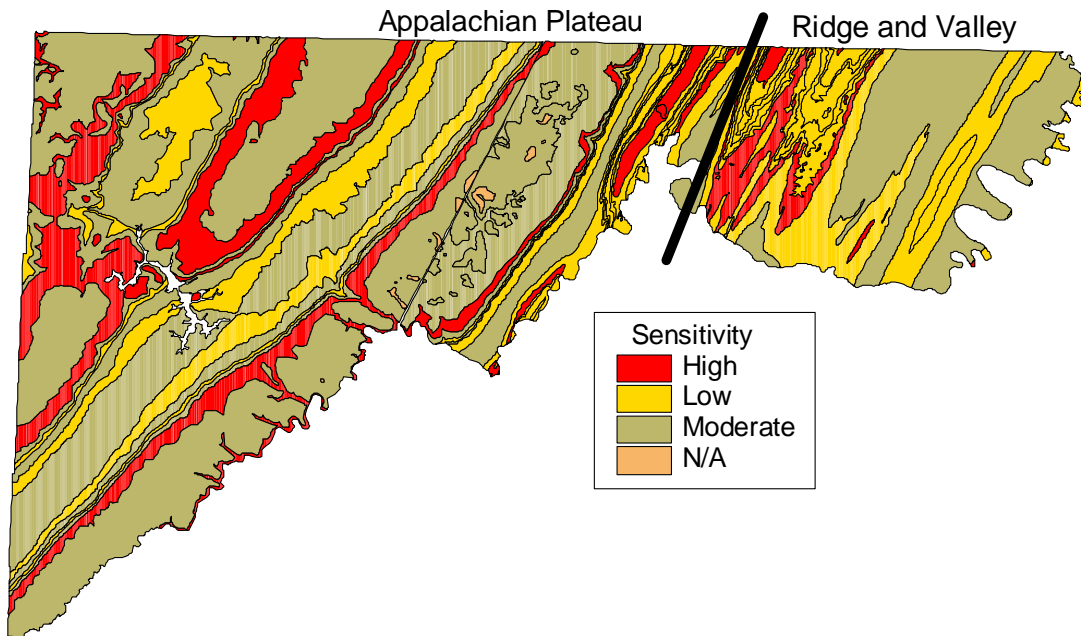 Appalachian Plateau
Ridge and Valley
Sensitivity
High
Low
Moderate
N/A